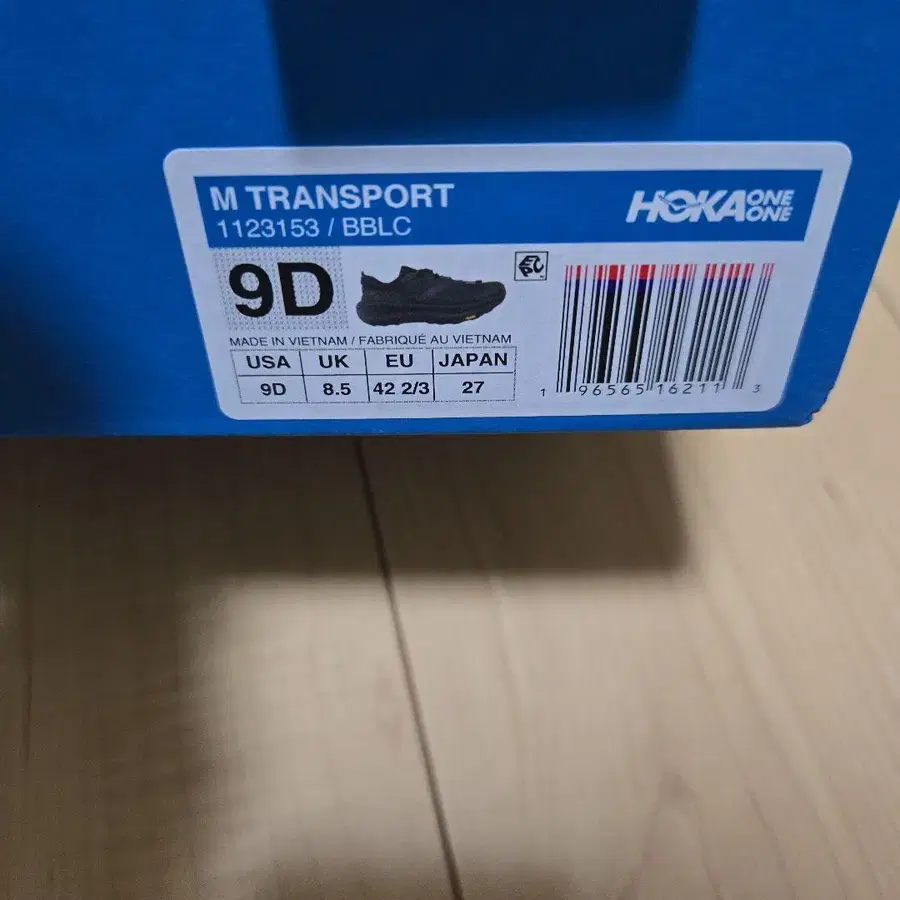 M TRANSPORT
1123153 / BBLC
HOKA ONE ONE
9D
MADE IN VIETNAM / FABRIQUÉ AU VIETNAM
USA UK EU JAPAN
9D 8.5 42 2/3 27
1 96565 16211 3